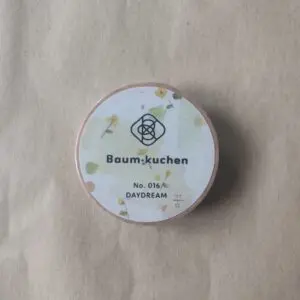 Baum-kuchen
No. 016
DAYDREAM